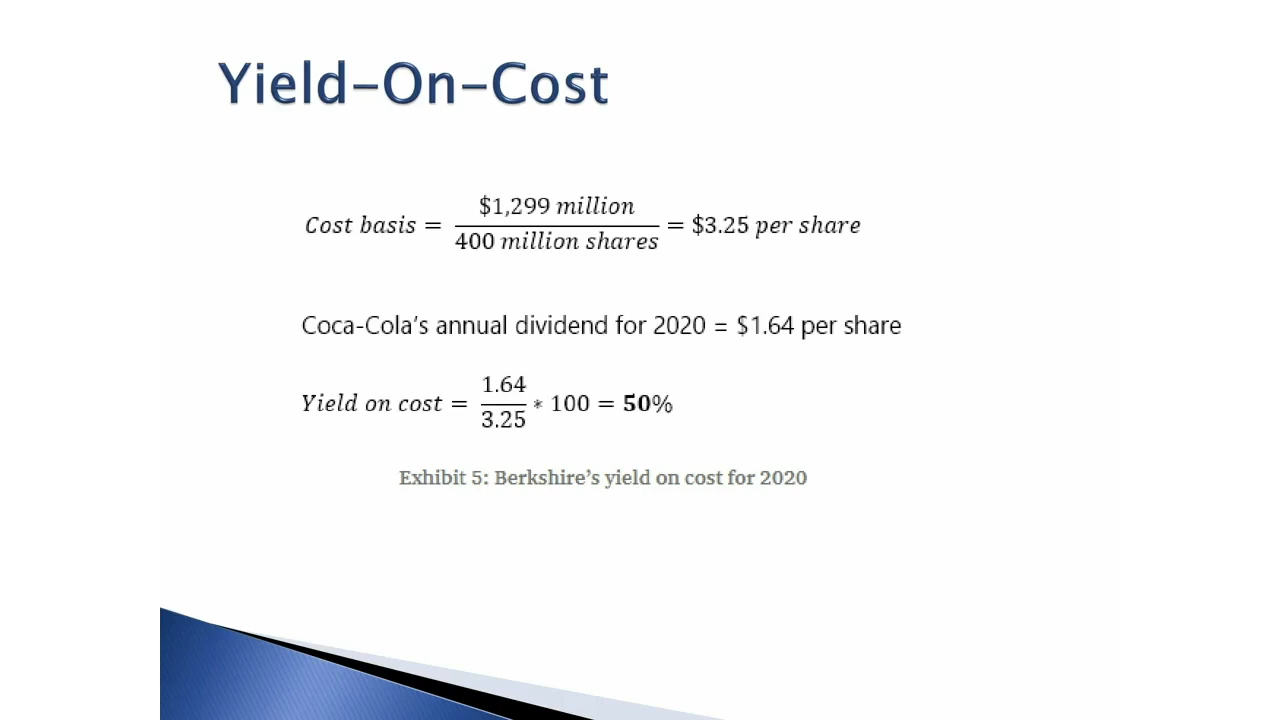 Yield-On-Cost
Cost basis = $1,299 million / 400 million shares = $3.25 per share
Coca-Cola's annual dividend for 2020 = $1.64 per share
Yield on cost = 1.64 / 3.25 * 100 = 50%
Exhibit 5: Berkshire's yield on cost for 2020